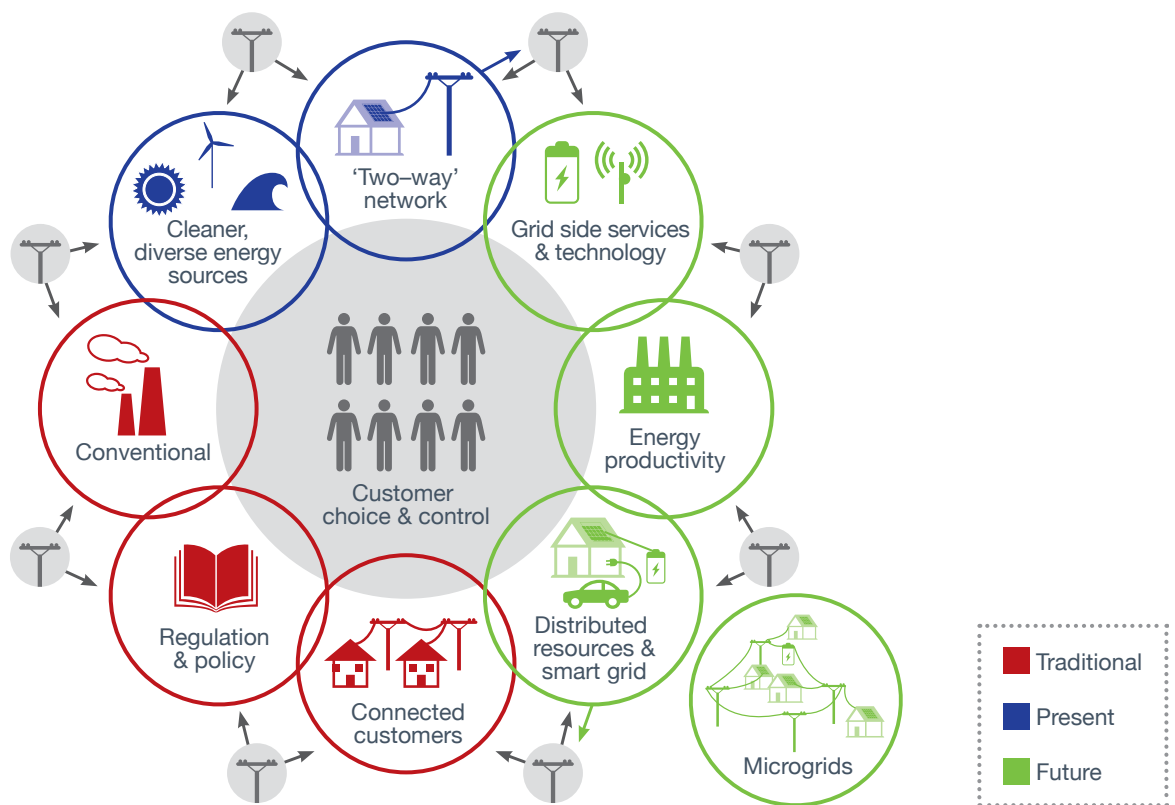 ‘Two–way’
network
Cleaner,
diverse energy
sources
Grid side services
& technology
Conventional
Energy
productivity
Customer
choice & control
Regulation
& policy
Distributed
resources &
smart grid
Connected
customers
Microgrids
Traditional
Present
Future